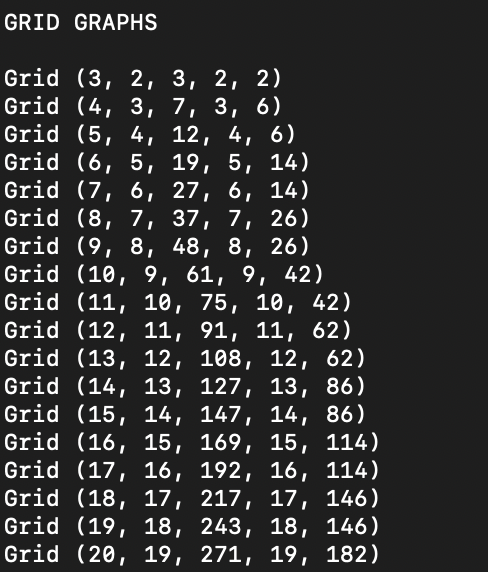 GRID GRAPHS
Grid (3, 2, 3, 2, 2)
Grid (4, 3, 7, 3, 6)
Grid (5, 4, 12, 4, 6)
Grid (6, 5, 19, 5, 14)
Grid (7, 6, 27, 6, 14)
Grid (8, 7, 37, 7, 26)
Grid (9, 8, 48, 8, 26)
Grid (10, 9, 61, 9, 42)
Grid (11, 10, 75, 10, 42)
Grid (12, 11, 91, 11, 62)
Grid (13, 12, 108, 12, 62)
Grid (14, 13, 127, 13, 86)
Grid (15, 14, 147, 14, 86)
Grid (16, 15, 169, 15, 114)
Grid (17, 16, 192, 16, 114)
Grid (18, 17, 217, 17, 146)
Grid (19, 18, 243, 18, 146)
Grid (20, 19, 271, 19, 182)